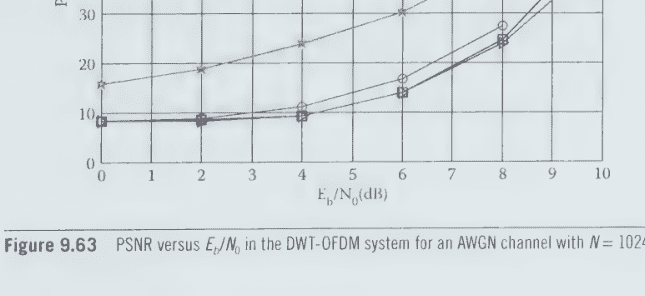 30
20
10
0
0 1 2 3 4 5 6 7 8 9 10
E_b/N_0(dB)
Figure 9.63 PSNR versus E_b/N_0 in the DWT-OFDM system for an AWGN channel with N = 1024